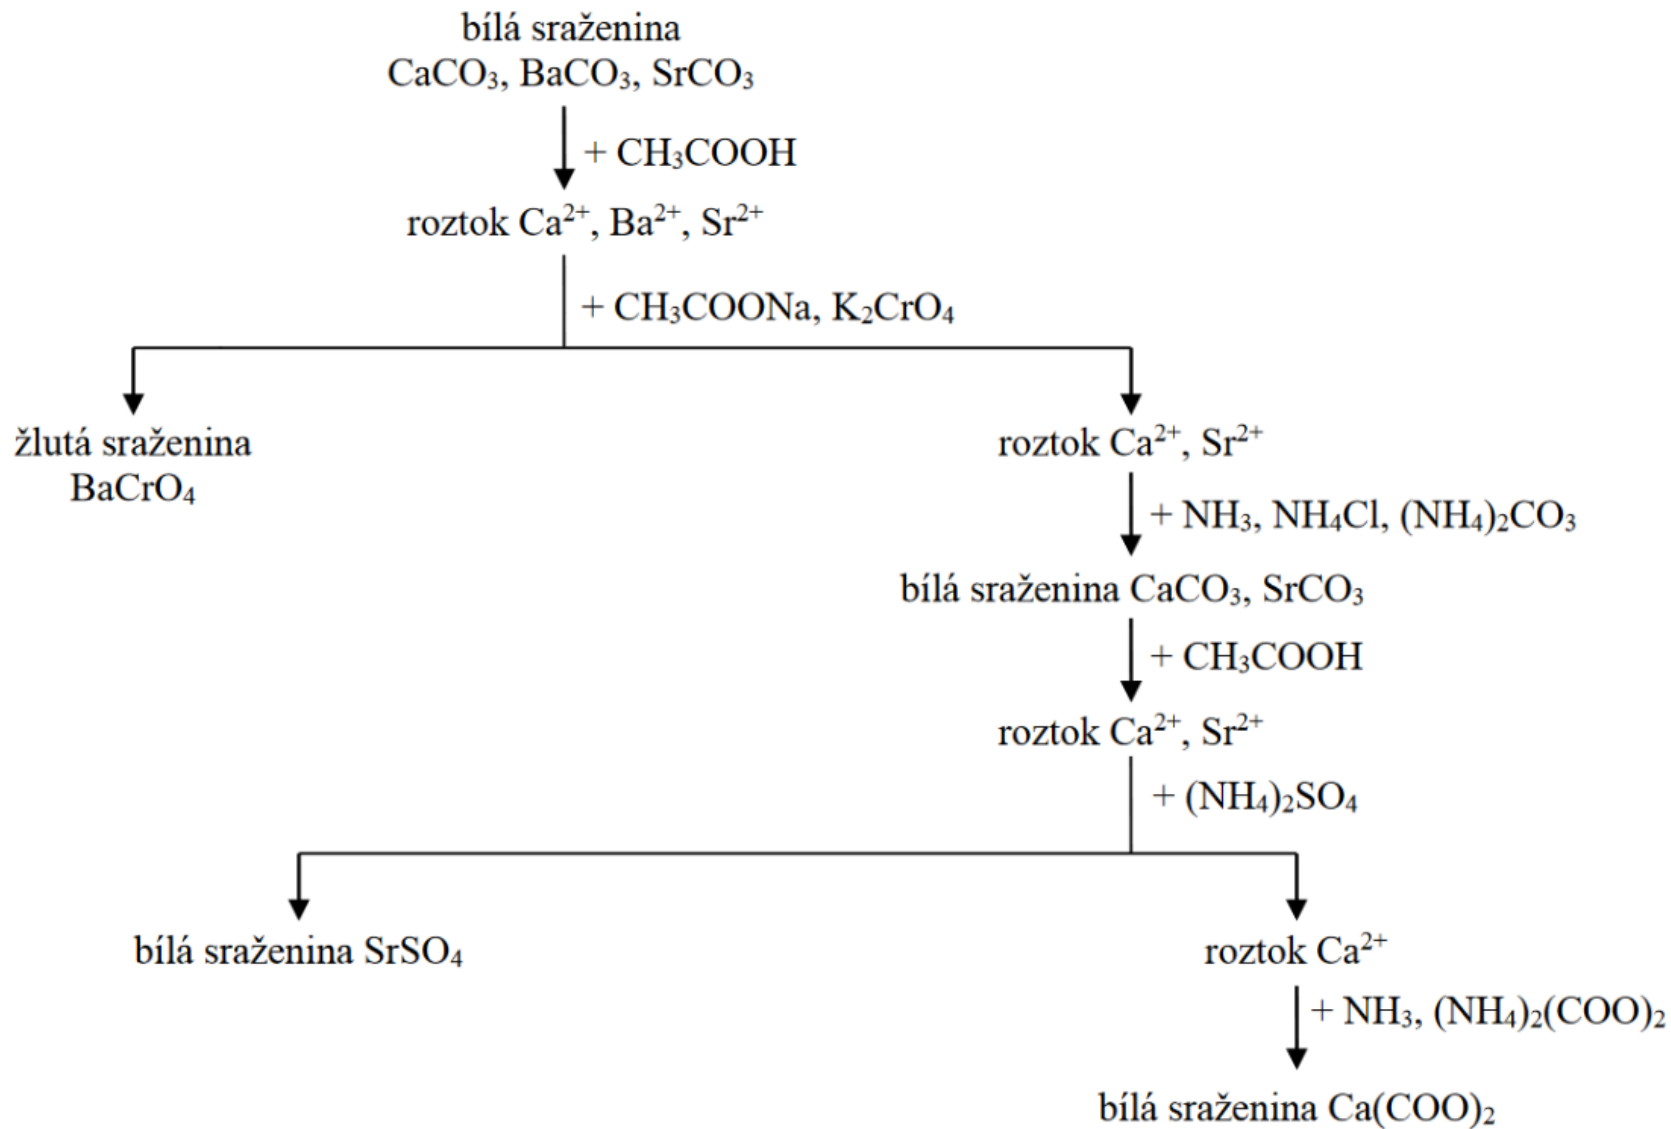 bílá sraženina
CaCO₃, BaCO₃, SrCO₃
+ CH₃COOH
roztok Ca²⁺, Ba²⁺, Sr²⁺
+ CH₃COONa, K₂CrO₄
žlutá sraženina
BaCrO₄
roztok Ca²⁺, Sr²⁺
+ NH₃, NH₄Cl, (NH₄)₂CO₃
bílá sraženina CaCO₃, SrCO₃
+ CH₃COOH
roztok Ca²⁺, Sr²⁺
+ (NH₄)₂SO₄
bílá sraženina SrSO₄
roztok Ca²⁺
+ NH₃, (NH₄)₂(COO)₂
bílá sraženina Ca(COO)₂